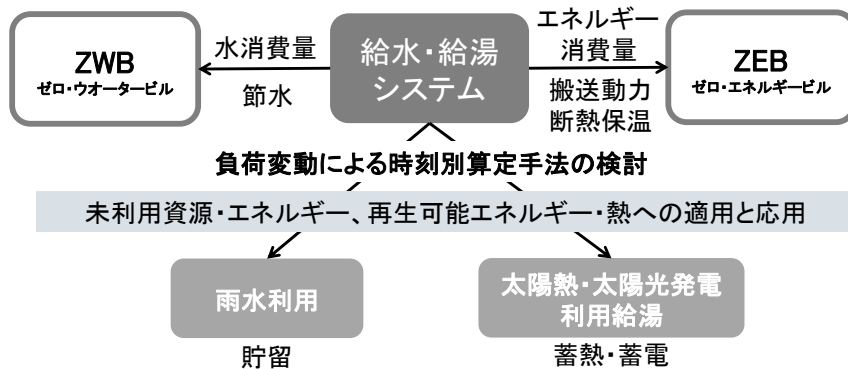 ZWB
ゼロ・ウオータービル
水消費量
節水
給水・給湯
システム
エネルギー
消費量
搬送動力
断熱保温
ZEB
ゼロ・エネルギービル
負荷変動による時刻別算定手法の検討
未利用資源・エネルギー、再生可能エネルギー・熱への適用と応用
雨水利用
貯留
太陽熱・太陽光発電
利用給湯
蓄熱・蓄電